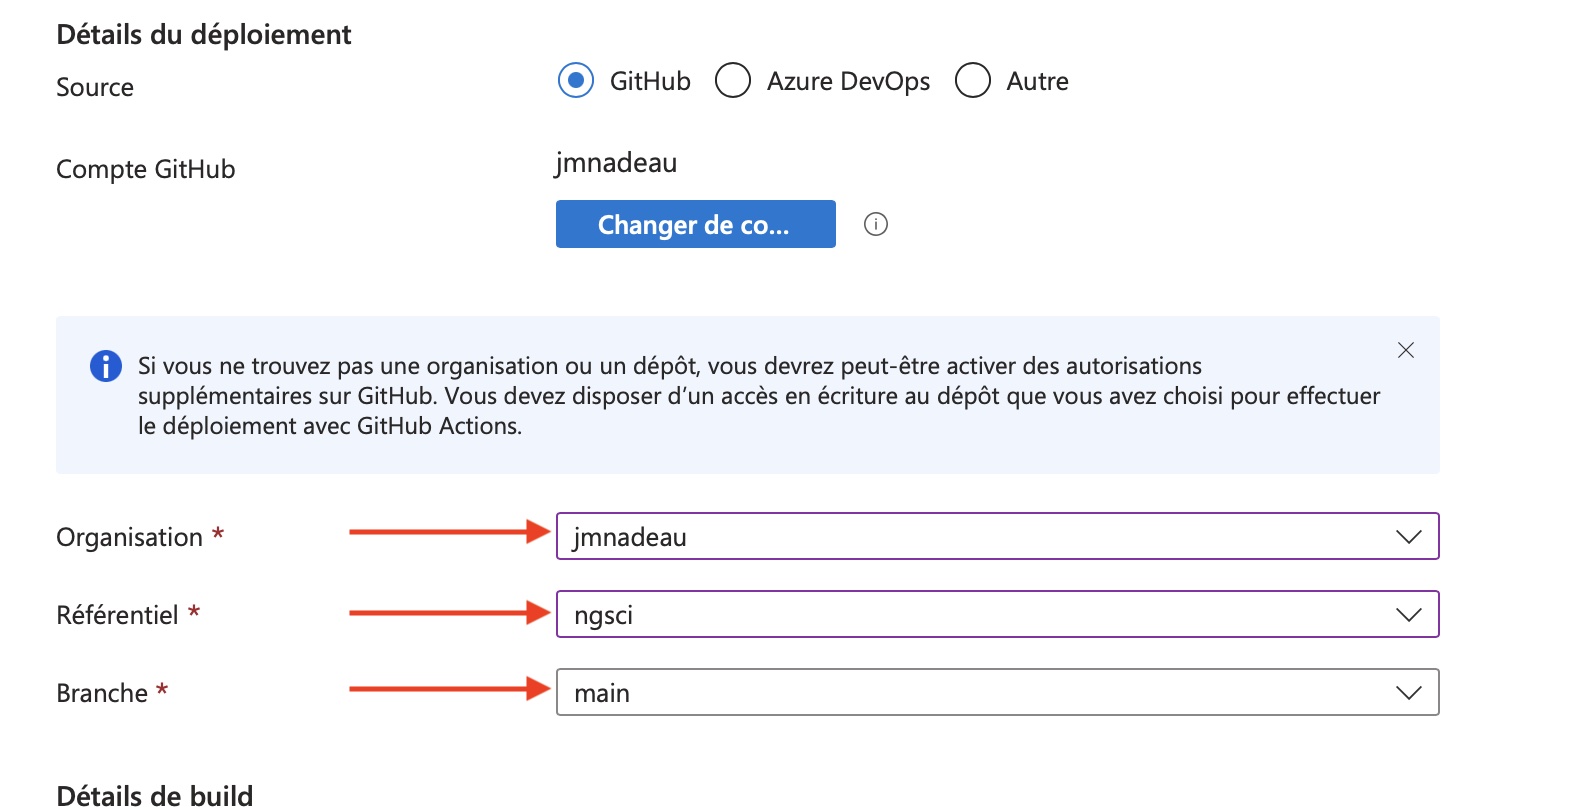 Détails du déploiement
Source
GitHub Azure DevOps Autre
Compte GitHub
jmnadeau
Changer de co...
Si vous ne trouvez pas une organisation ou un dépôt, vous devrez peut-être activer des autorisations
supplémentaires sur GitHub. Vous devez disposer d’un accès en écriture au dépôt que vous avez choisi pour effectuer
le déploiement avec GitHub Actions.
Organisation * jmnadeau
Référentiel * ngsci
Branche * main
Détails de build